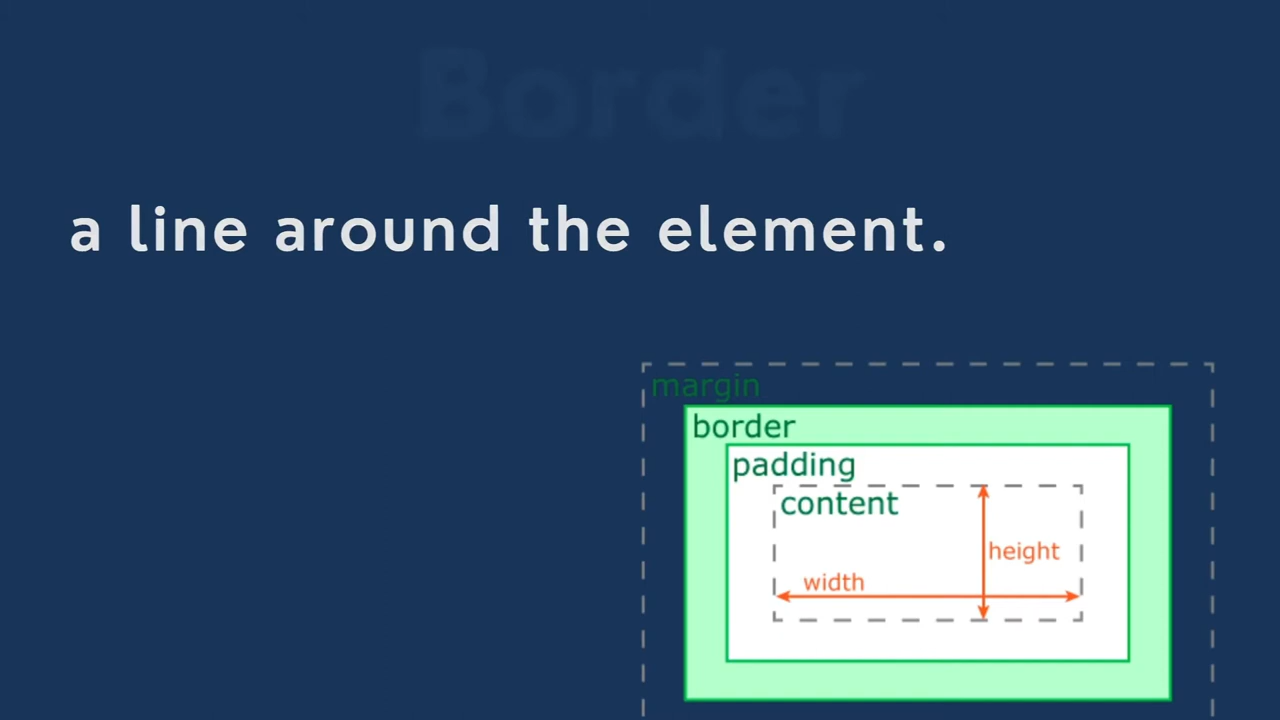 Border
a line around the element.
margin
border
padding
content
height
width